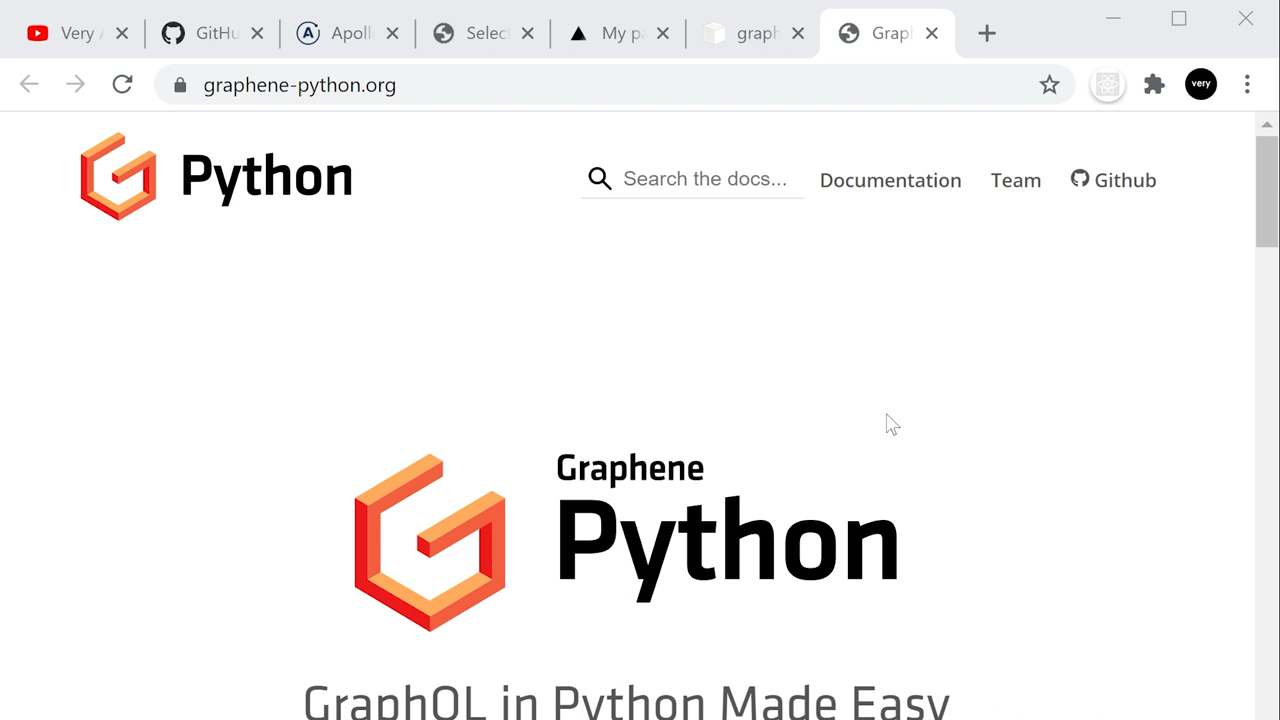 Very
GitHu
Apoll
Selec
My pa
graph
Grap
graphene-python.org
very
Python
Search the docs...
Documentation
Team
Github
Graphene
Python
GraphQL in Python Made Easy